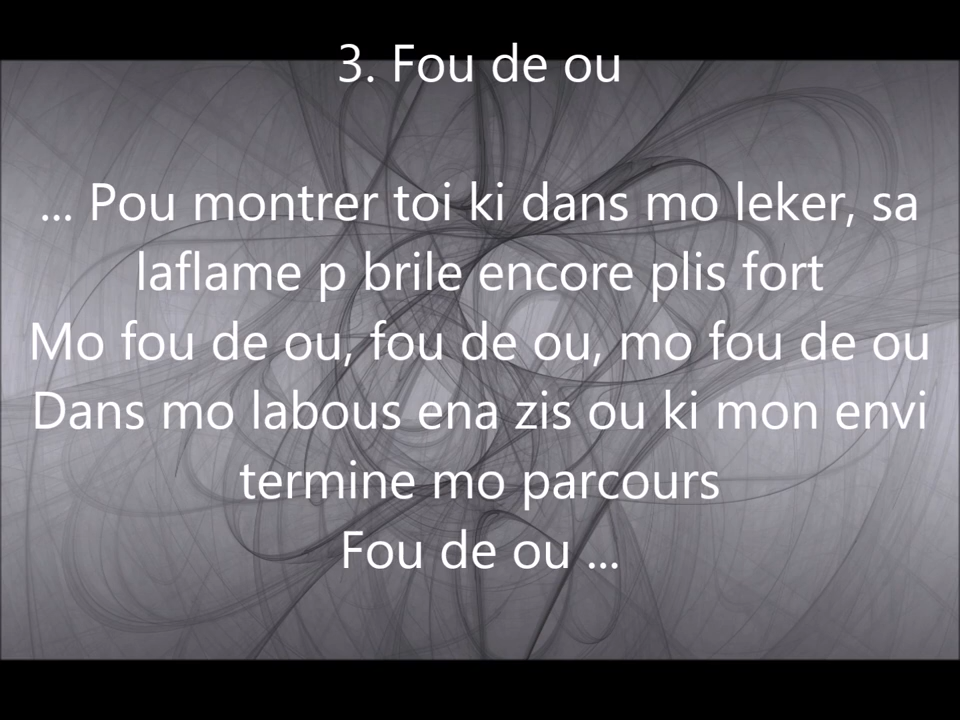 3. Fou de ou
... Pou montrer toi ki dans mo leker, sa
laflame p brile encore plis fort
Mo fou de ou, fou de ou, mo fou de ou
Dans mo labous ena zis ou ki mon envi
termine mo parcours
Fou de ou ...